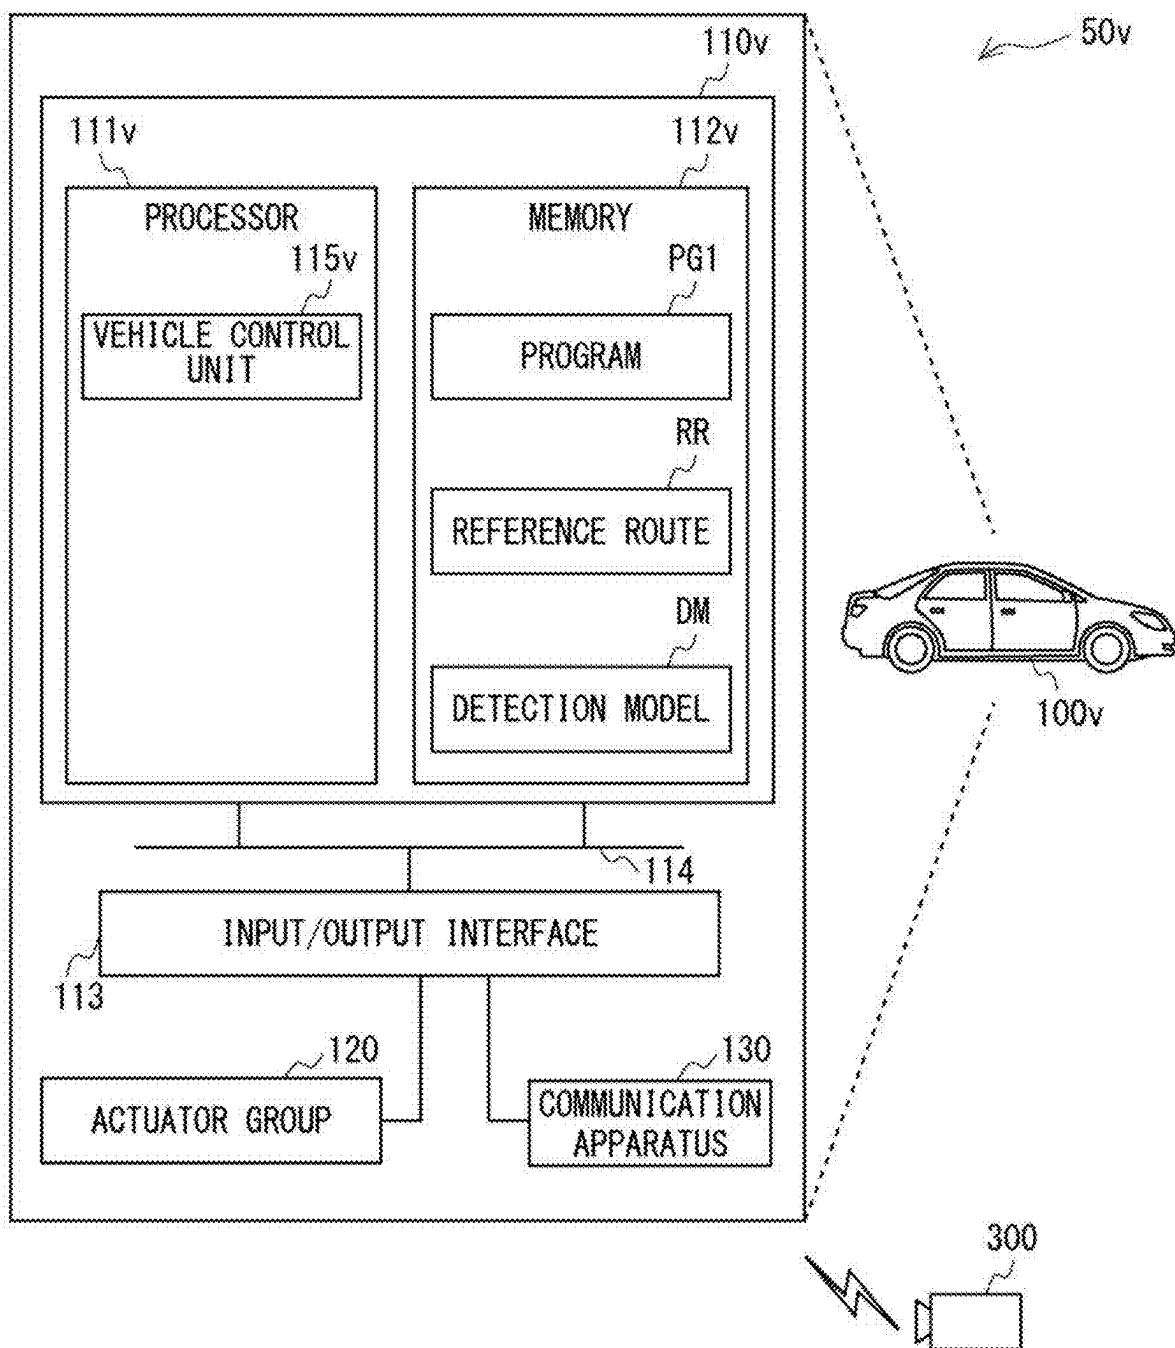 50v
110v
111v
112v
PROCESSOR
MEMORY
115v
PG1
VEHICLE CONTROL
UNIT
PROGRAM
RR
REFERENCE ROUTE
DM
DETECTION MODEL
100v
114
INPUT/OUTPUT INTERFACE
113
120
130
ACTUATOR GROUP
COMMUNICATION
APPARATUS
300